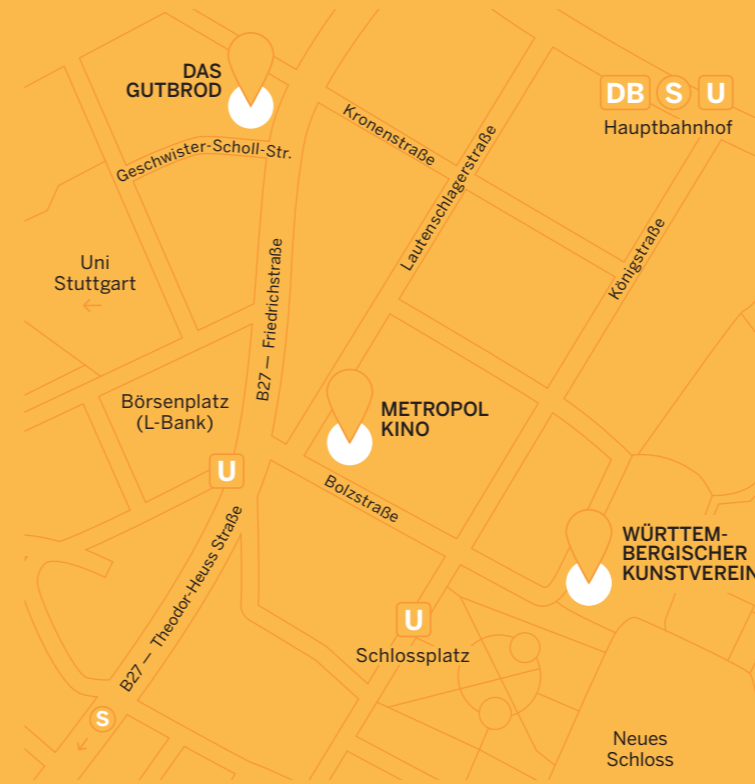 DAS
GUTBROD
DB S U
Hauptbahnhof
Kronenstraße
Geschwister-Scholl-Str.
Lautenschlagerstraße
Königstraße
Uni
Stuttgart
B27 — Friedrichstraße
Börsenplatz
(L-Bank)
METROPOL
KINO
U
Bolzstraße
WÜRTTEM-
BERGISCHER
KUNSTVEREIN
B27 — Theodor-Heuss Straße
U
Schlossplatz
S
Neues
Schloss